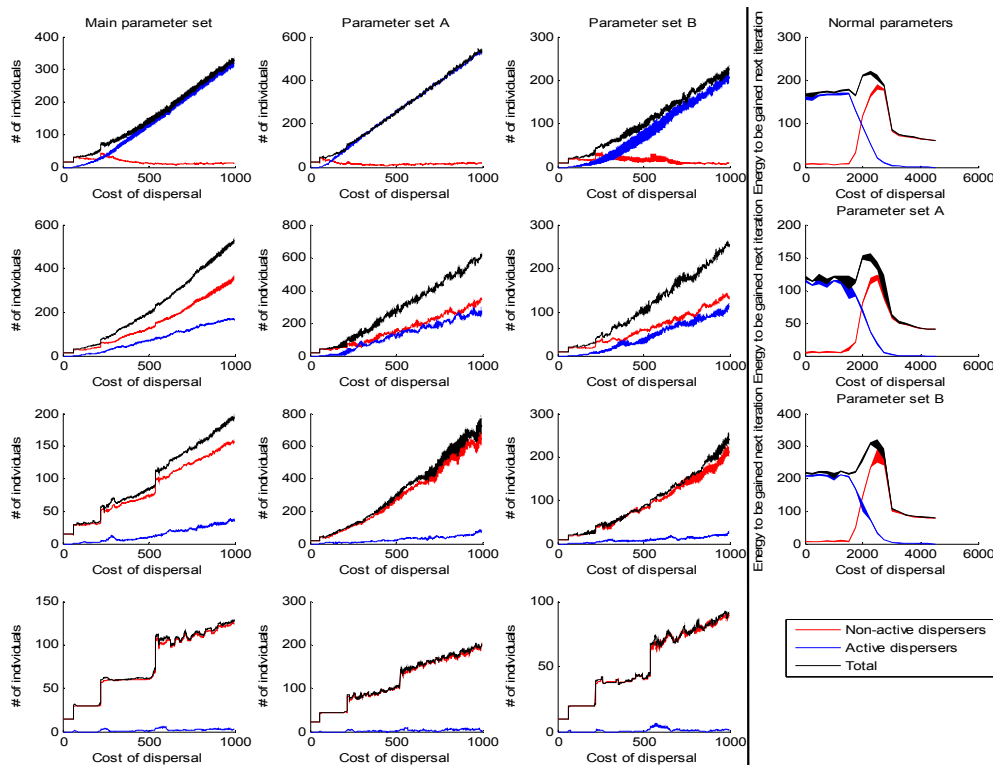 Main parameter set
Parameter set A
Parameter set B
Normal parameters
# of individuals
400
300
200
100
0
0
500
1000
Cost of dispersal
# of individuals
600
400
200
0
0
500
1000
Cost of dispersal
# of individuals
300
200
100
0
0
500
1000
Cost of dispersal
Energy to be gained next iteration
300
200
100
0
0
2000
4000
6000
Cost of dispersal
# of individuals
600
400
200
0
0
500
1000
Cost of dispersal
# of individuals
800
600
400
200
0
0
500
1000
Cost of dispersal
# of individuals
300
200
100
0
0
500
1000
Cost of dispersal
Parameter set A
Energy to be gained next iteration
200
150
100
50
0
0
2000
4000
6000
Cost of dispersal
# of individuals
200
150
100
50
0
0
500
1000
Cost of dispersal
# of individuals
800
600
400
200
0
0
500
1000
Cost of dispersal
# of individuals
300
200
100
0
0
500
1000
Cost of dispersal
Parameter set B
Energy to be gained next iteration
400
300
200
100
0
0
2000
4000
6000
Cost of dispersal
# of individuals
150
100
50
0
0
500
1000
Cost of dispersal
# of individuals
300
200
100
0
0
500
1000
Cost of dispersal
# of individuals
100
50
0
0
500
1000
Cost of dispersal
Non-active dispersers
Active dispersers
Total